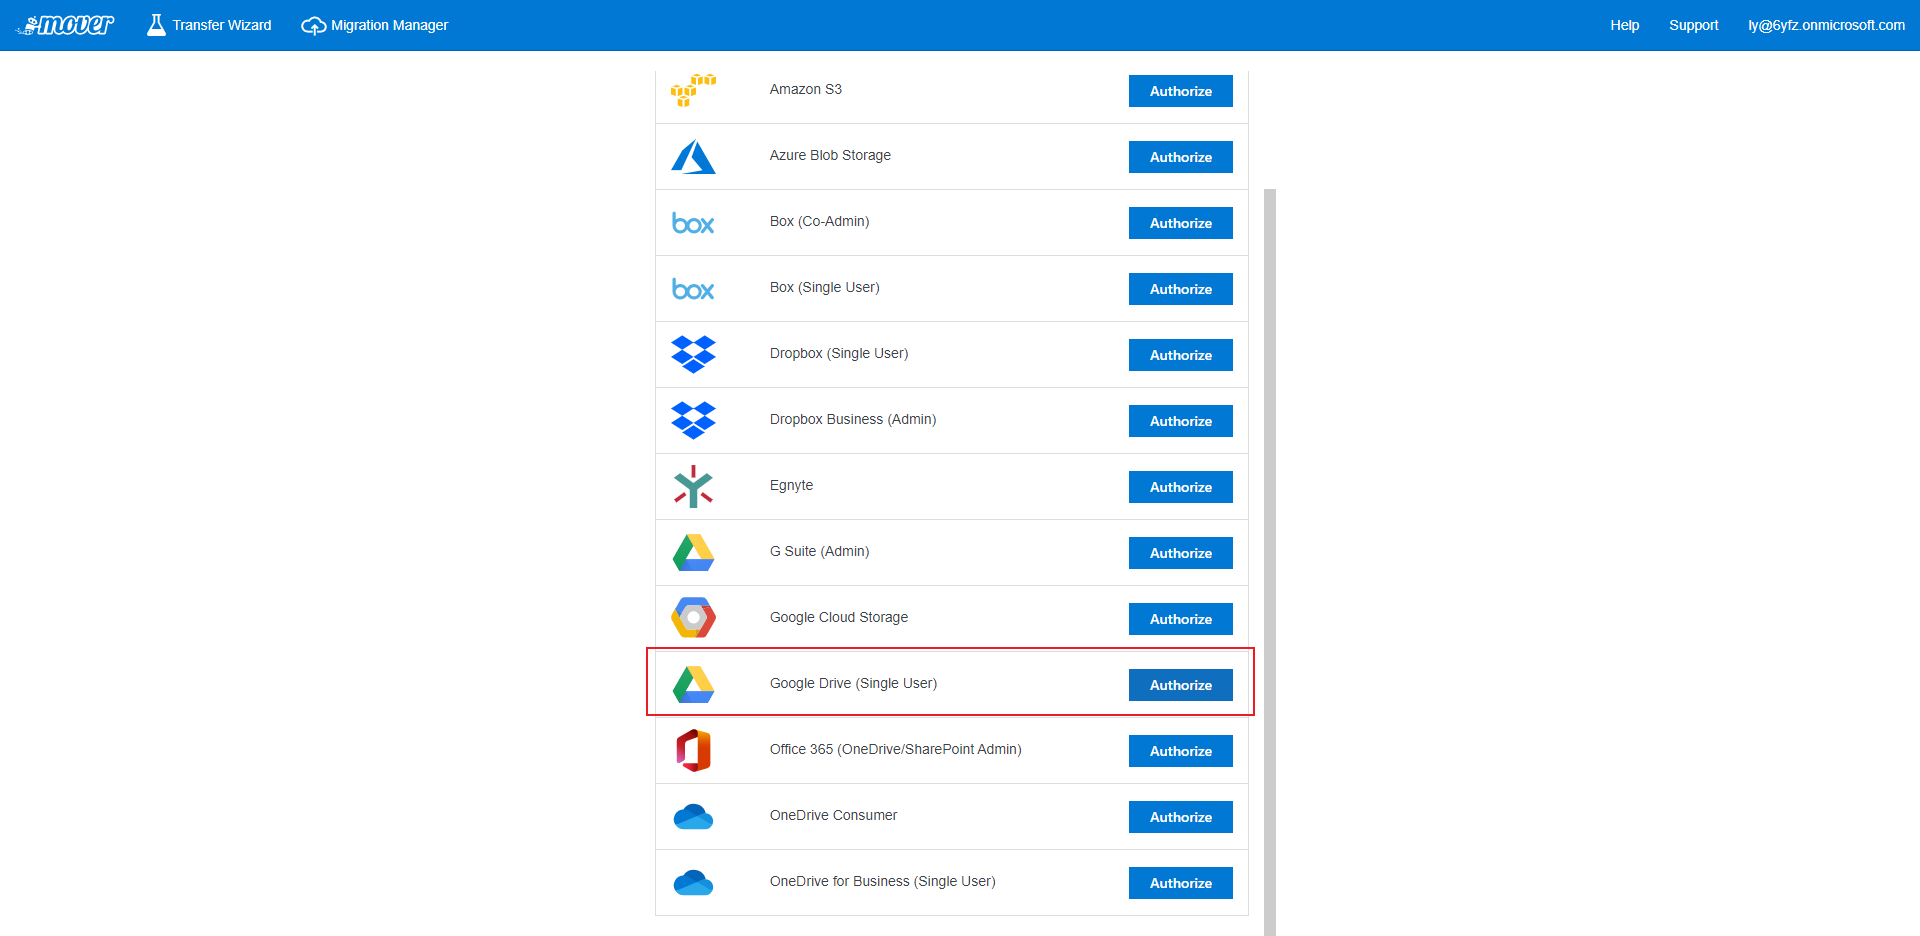 mover Transfer Wizard Migration Manager Help Support ly@6yfz.onmicrosoft.com
Amazon S3 Authorize
Azure Blob Storage Authorize
box Box (Co-Admin) Authorize
box Box (Single User) Authorize
Dropbox (Single User) Authorize
Dropbox Business (Admin) Authorize
Egnyte Authorize
G Suite (Admin) Authorize
Google Cloud Storage Authorize
Google Drive (Single User) Authorize
Office 365 (OneDrive/SharePoint Admin) Authorize
OneDrive Consumer Authorize
OneDrive for Business (Single User) Authorize